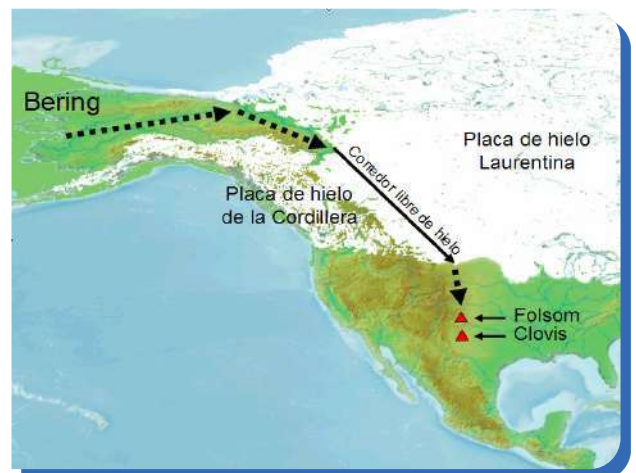 Bering
Placa de hielo
Laurentina
Corredor libre de hielo
Placa de hielo
de la Cordillera
Folsom
Clovis